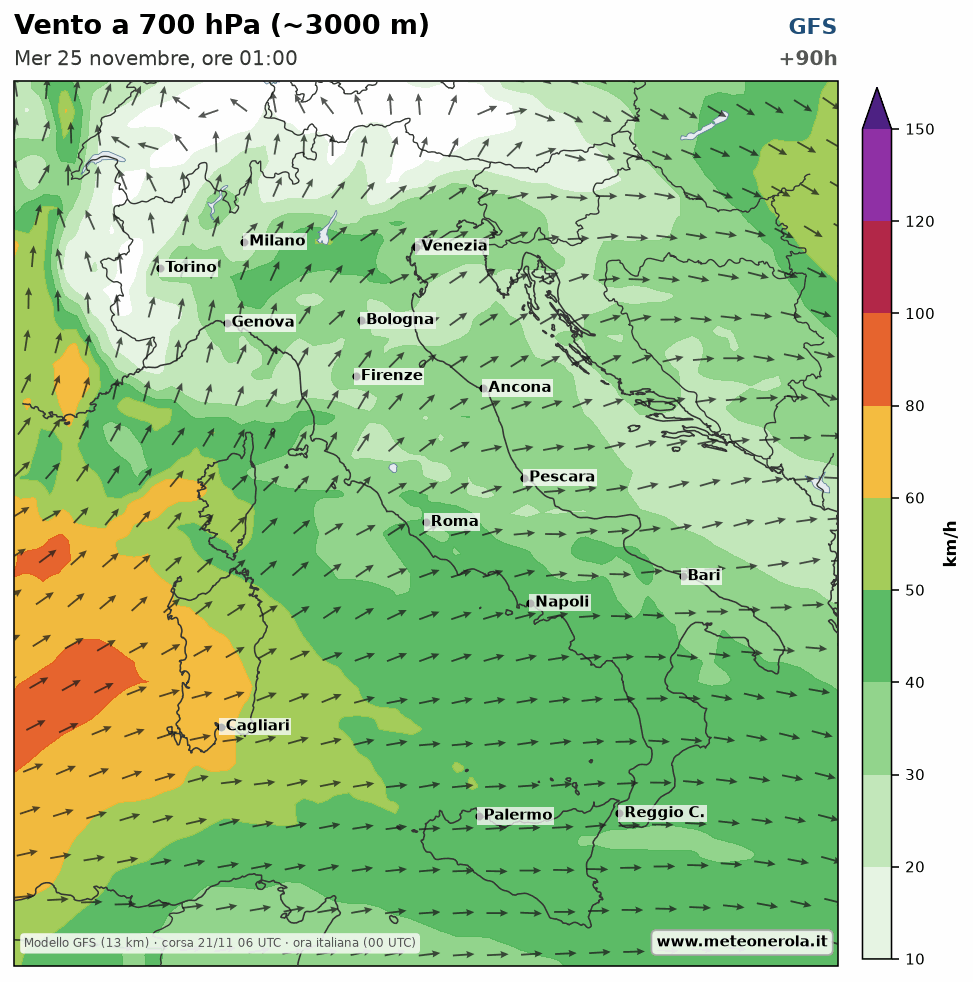 Vento a 700 hPa (~3000 m)
GFS
Mer 25 novembre, ore 01:00
+90h
Milano
Venezia
Torino
Genova
Bologna
Firenze
Ancona
Pescara
Roma
Bari
Napoli
Cagliari
Palermo
Reggio C.
150
120
100
80
60
50
40
30
20
10
km/h
Modello GFS (13 km) · corsa 21/11 06 UTC · ora italiana (00 UTC)
www.meteonerola.it